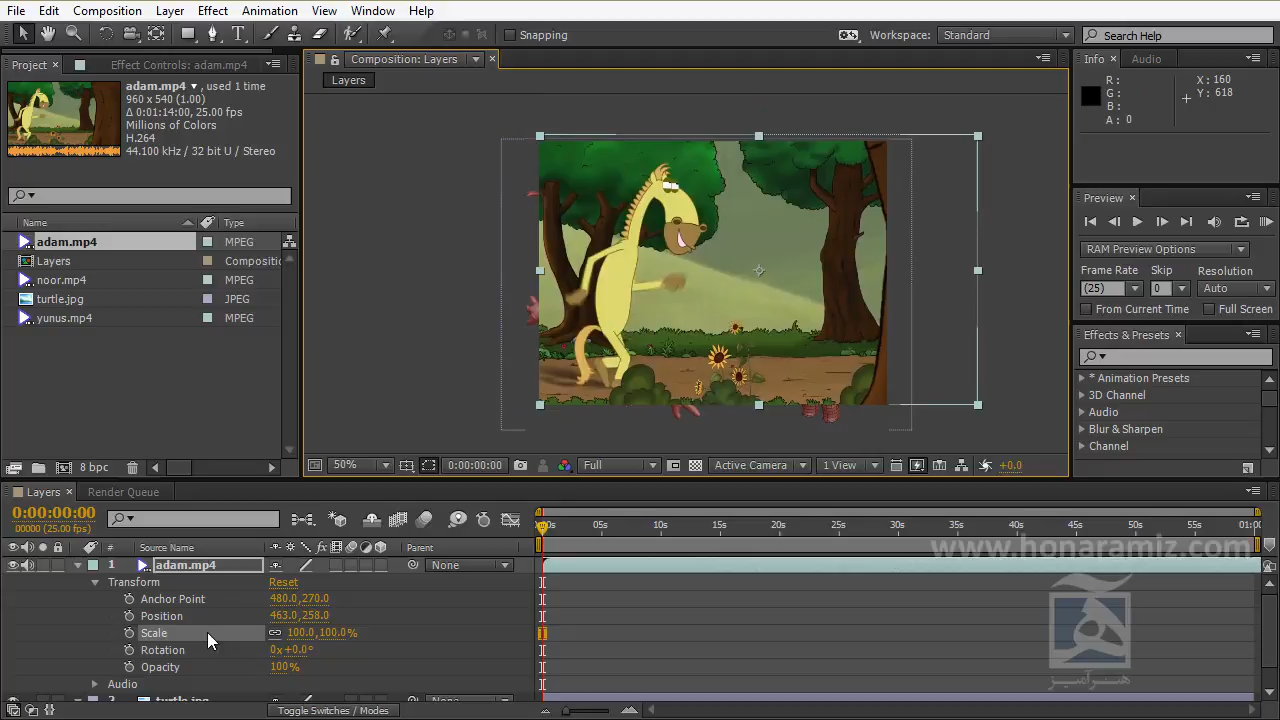 File Edit Composition Layer Effect Animation View Window Help
Snapping Workspace: Standard Search Help
Project Effect Controls: adam.mp4
Composition: Layers
Info Audio
Layers
adam.mp4 , used 1 time
960 x 540 (1.00)
Δ 0:01:14:00, 25.00 fps
Millions of Colors
H.264
44.100 kHz / 32 bit U / Stereo
R: X: 160
G: Y: 618
B:
A: 0
Name Type
adam.mp4 MPEG
Layers Compositio
noor.mp4 MPEG
turtle.jpg JPEG
yunus.mp4 MPEG
Preview
RAM Preview Options
Frame Rate Skip Resolution
(25) 0 Auto
From Current Time Full Screen
Effects & Presets
* Animation Presets
3D Channel
Audio
Blur & Sharpen
Channel
8 bpc
50% 0:00:00:00 Full Active Camera 1 View +0.0
Layers Render Queue
0:00:00:00
00000 (25.00 fps)
00s 05s 10s 15s 20s 25s 30s 35s 40s 45s 50s 55s 01:00
# Source Name Parent
www.honaramiz.com
1 adam.mp4 None
Transform Reset
Anchor Point 480.0,270.0
Position 463.0,258.0
Scale 100.0,100.0%
Rotation 0x+0.0°
Opacity 100%
Audio
هنرآمیز
2 turtle.jpg None
Toggle Switches / Modes